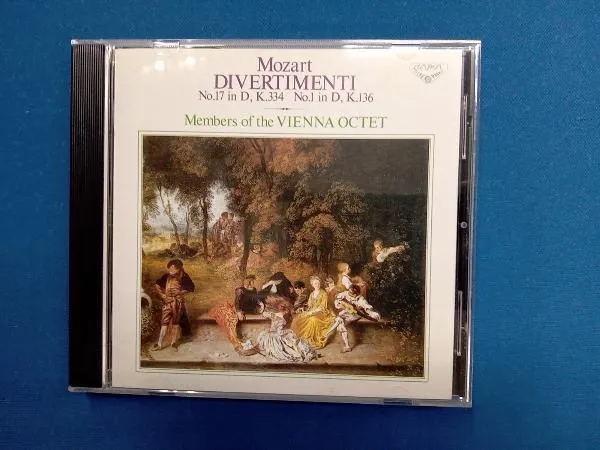 Mozart
DIVERTIMENTI
No.17 in D, K.334 No.1 in D, K.136
Members of the VIENNA OCTET